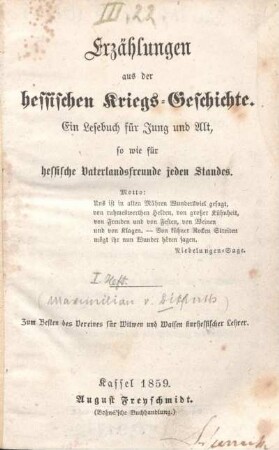 III, 22
Erzählungen
aus der
hessischen Kriegs-Geschichte.
Ein Lesebuch für Jung und Alt,
so wie für
hessische Vaterlandsfreunde jeden Standes.
Motto:
Uns ist in alten Mähren Wunderviel gesagt,
von ruhmeswerthen Helden, von großer Kühnheit,
von Freuden und von Festen, von Weinen
und von Klagen. — Von kühner Recken Streiten
mögt ihr nun Wunder hören sagen.
Niebelungen-Sage.
I. Heft.
(Maximilian v. Ditfurth)
Zum Besten des Vereines für Witwen und Waisen kurhessischer Lehrer.
Kassel 1859.
August Freyschmidt.
(Bohné'sche Buchhandlung.)